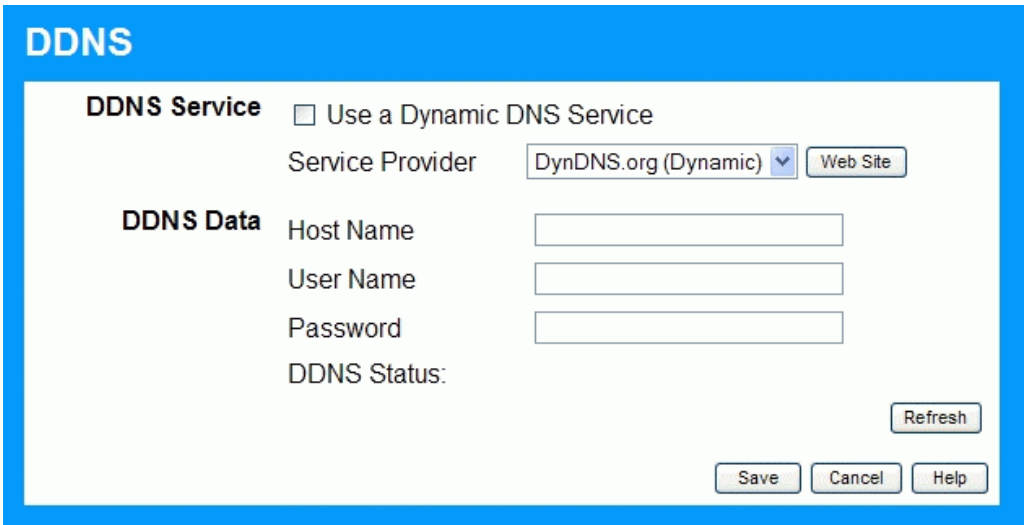 DDNS
DDNS Service
Use a Dynamic DNS Service
Service Provider
DynDNS.org (Dynamic)
Web Site
DDNS Data
Host Name
User Name
Password
DDNS Status:
Refresh
Save
Cancel
Help